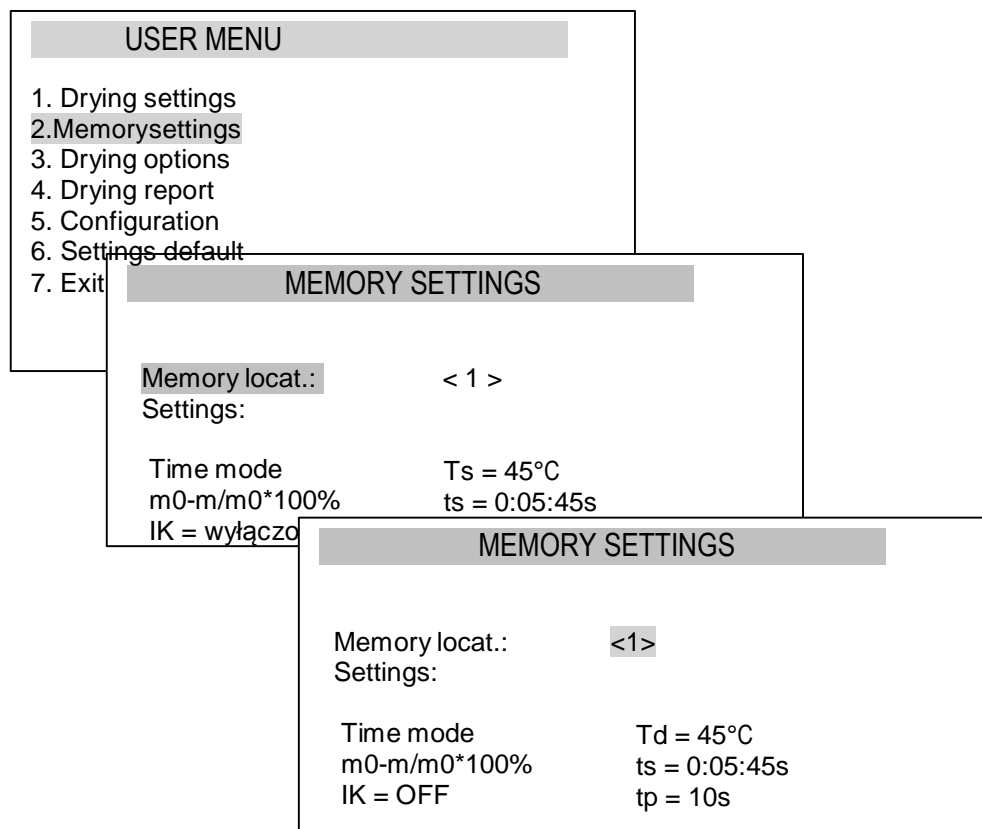 USER MENU
1. Drying settings
2.Memorysettings
3. Drying options
4. Drying report
5. Configuration
6. Settings default
7. Exit
MEMORY SETTINGS
Memory locat.: < 1 >
Settings:
Time mode Ts = 45°C
m0-m/m0*100% ts = 0:05:45s
IK = wyłączo
MEMORY SETTINGS
Memory locat.: <1>
Settings:
Time mode Td = 45°C
m0-m/m0*100% ts = 0:05:45s
IK = OFF tp = 10s